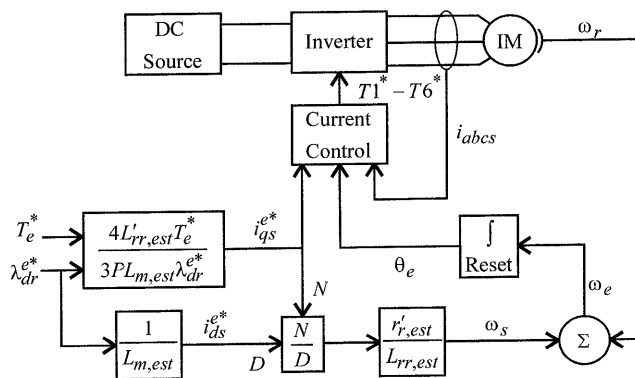 DC
Source
Inverter
IM
ω_r
T1* – T6*
Current
Control
i_abcs
T_e*
λ_dr^e*
4L′_rr,est T_e*
3PL_m,est λ_dr^e*
i_qs^e*
θ_e
∫
Reset
ω_e
N
1
L_m,est
i_ds^e*
D
N
D
r′_r,est
L_rr,est
ω_s
Σ